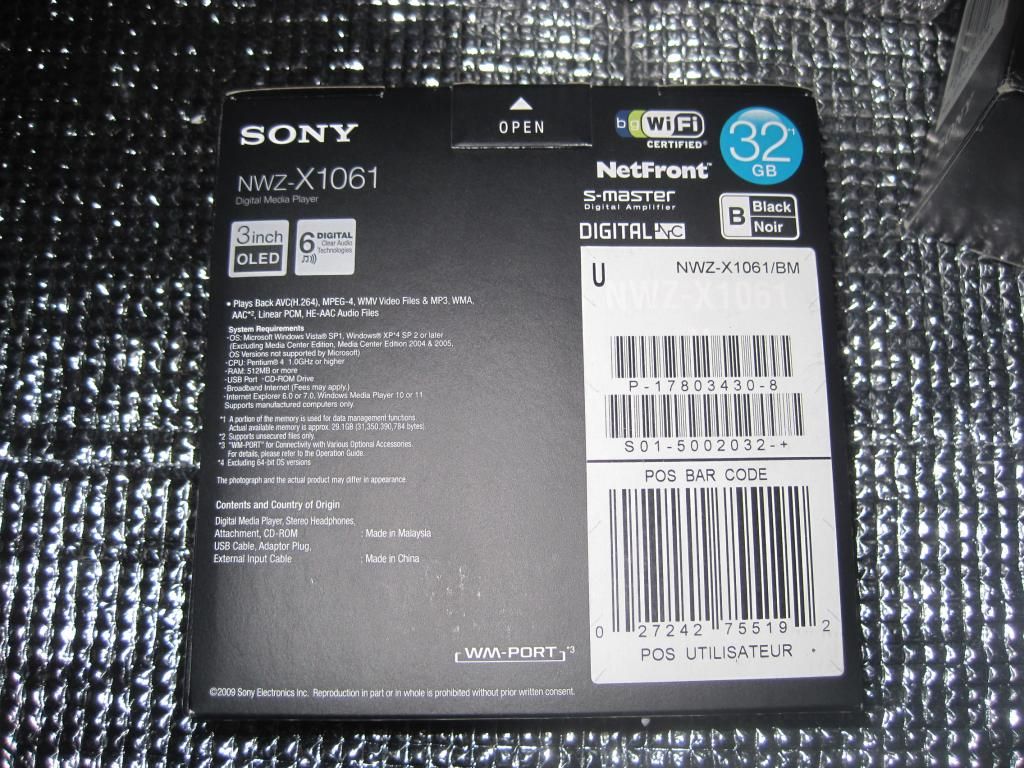 SONY
OPEN
b g Wi Fi
CERTIFIED®
32*1
GB
NWZ-X1061
Digital Media Player
NetFront™
S-MASTER
Digital Amplifier
DIGITAL NC
B Black
Noir
3 inch
OLED
6 DIGITAL
Clear Audio
Technologies
• Plays Back AVC(H.264), MPEG-4, WMV Video Files & MP3, WMA,
AAC*2, Linear PCM, HE-AAC Audio Files
System Requirements
-OS: Microsoft Windows Vista® SP1, Windows® XP*4 SP 2 or later
(Excluding Media Center Edition, Media Center Edition 2004 & 2005,
OS Versions not supported by Microsoft)
-CPU: Pentium® 4 1.0GHz or higher
-RAM: 512MB or more
-USB Port -CD-ROM Drive
-Broadband Internet (Fees may apply.)
-Internet Explorer 6.0 or 7.0, Windows Media Player 10 or 11
Supports manufactured computers only.
*1 A portion of the memory is used for data management functions.
Actual available memory is approx. 29.1GB (31,350,390,784 bytes)
*2 Supports unsecured files only.
*3 "WM-PORT" for Connectivity with Various Optional Accessories.
For details, please refer to the Operation Guide.
*4 Excluding 64-bit OS versions
The photograph and the actual product may differ in appearance
Contents and Country of Origin
Digital Media Player, Stereo Headphones,
Attachment, CD-ROM : Made in Malaysia
USB Cable, Adaptor Plug,
External Input Cable : Made in China
WM-PORT*3
©2009 Sony Electronics Inc. Reproduction in part or in whole is prohibited without prior written consent.
U NWZ-X1061/BM
NWZ-X1061
P-17803430-8
S01-5002032-+
POS BAR CODE
0 27242 75519 2
POS UTILISATEUR